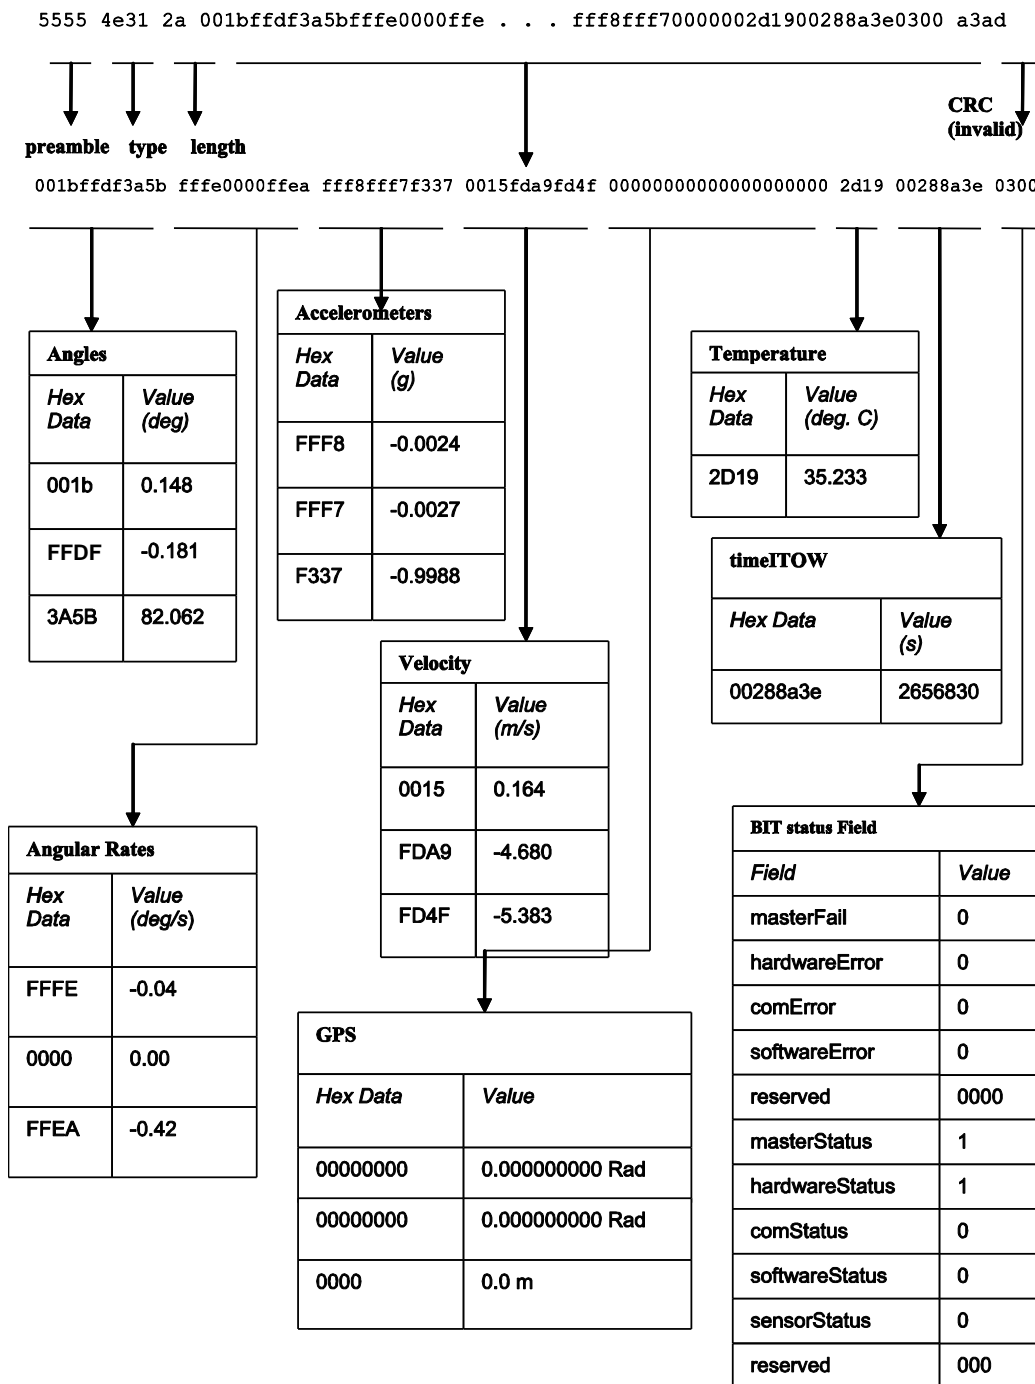 5555 4e31 2a 001bffdf3a5bfffe0000ffe . . . fff8fff70000002d1900288a3e0300 a3ad
CRC
(invalid)
preamble type length
001bffdf3a5b fffe0000ffea fff8fff7f337 0015fda9fd4f 00000000000000000000 2d19 00288a3e 0300
Angles
Hex Data Value (deg)
001b 0.148
FFDF -0.181
3A5B 82.062
Accelerometers
Hex Data Value (g)
FFF8 -0.0024
FFF7 -0.0027
F337 -0.9988
Temperature
Hex Data Value (deg. C)
2D19 35.233
timeITOW
Hex Data Value (s)
00288a3e 2656830
Velocity
Hex Data Value (m/s)
0015 0.164
FDA9 -4.680
FD4F -5.383
Angular Rates
Hex Data Value (deg/s)
FFFE -0.04
0000 0.00
FFEA -0.42
GPS
Hex Data Value
00000000 0.000000000 Rad
00000000 0.000000000 Rad
0000 0.0 m
BIT status Field
Field Value
masterFail 0
hardwareError 0
comError 0
softwareError 0
reserved 0000
masterStatus 1
hardwareStatus 1
comStatus 0
softwareStatus 0
sensorStatus 0
reserved 000